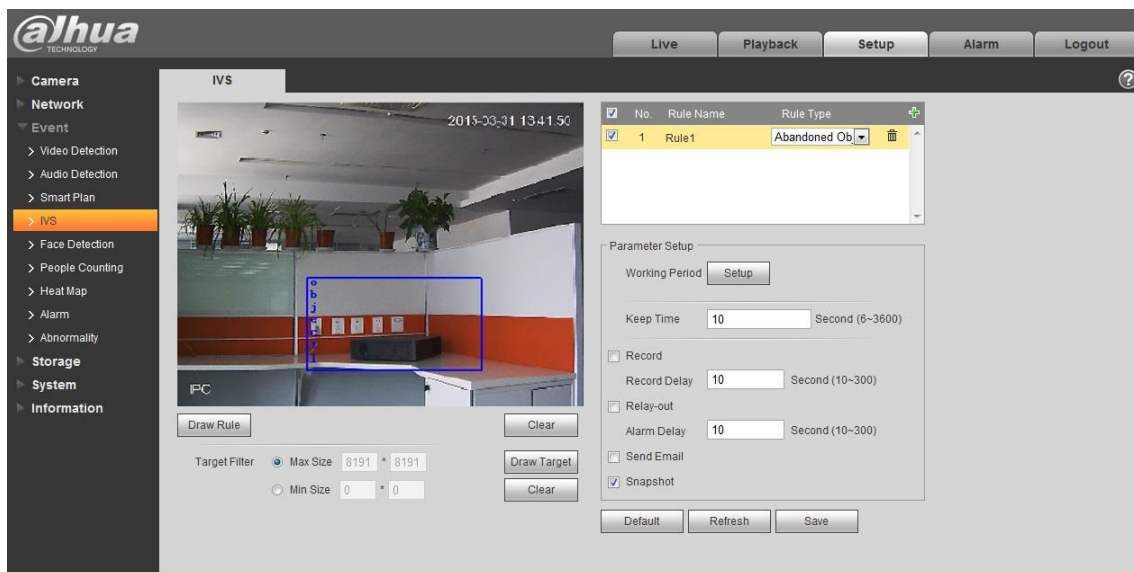 alhua
TECHNOLOGY
Live
Playback
Setup
Alarm
Logout
Camera
Network
Event
Video Detection
Audio Detection
Smart Plan
IVS
Face Detection
People Counting
Heat Map
Alarm
Abnormality
Storage
System
Information
IVS
2015-03-31 13:41:50
object1
IPC
Draw Rule
Clear
Target Filter
Max Size 8191 * 8191
Draw Target
Min Size 0 * 0
Clear
No. Rule Name Rule Type
1 Rule1 Abandoned Ob
Parameter Setup
Working Period Setup
Keep Time 10 Second (6~3600)
Record
Record Delay 10 Second (10~300)
Relay-out
Alarm Delay 10 Second (10~300)
Send Email
Snapshot
Default
Refresh
Save